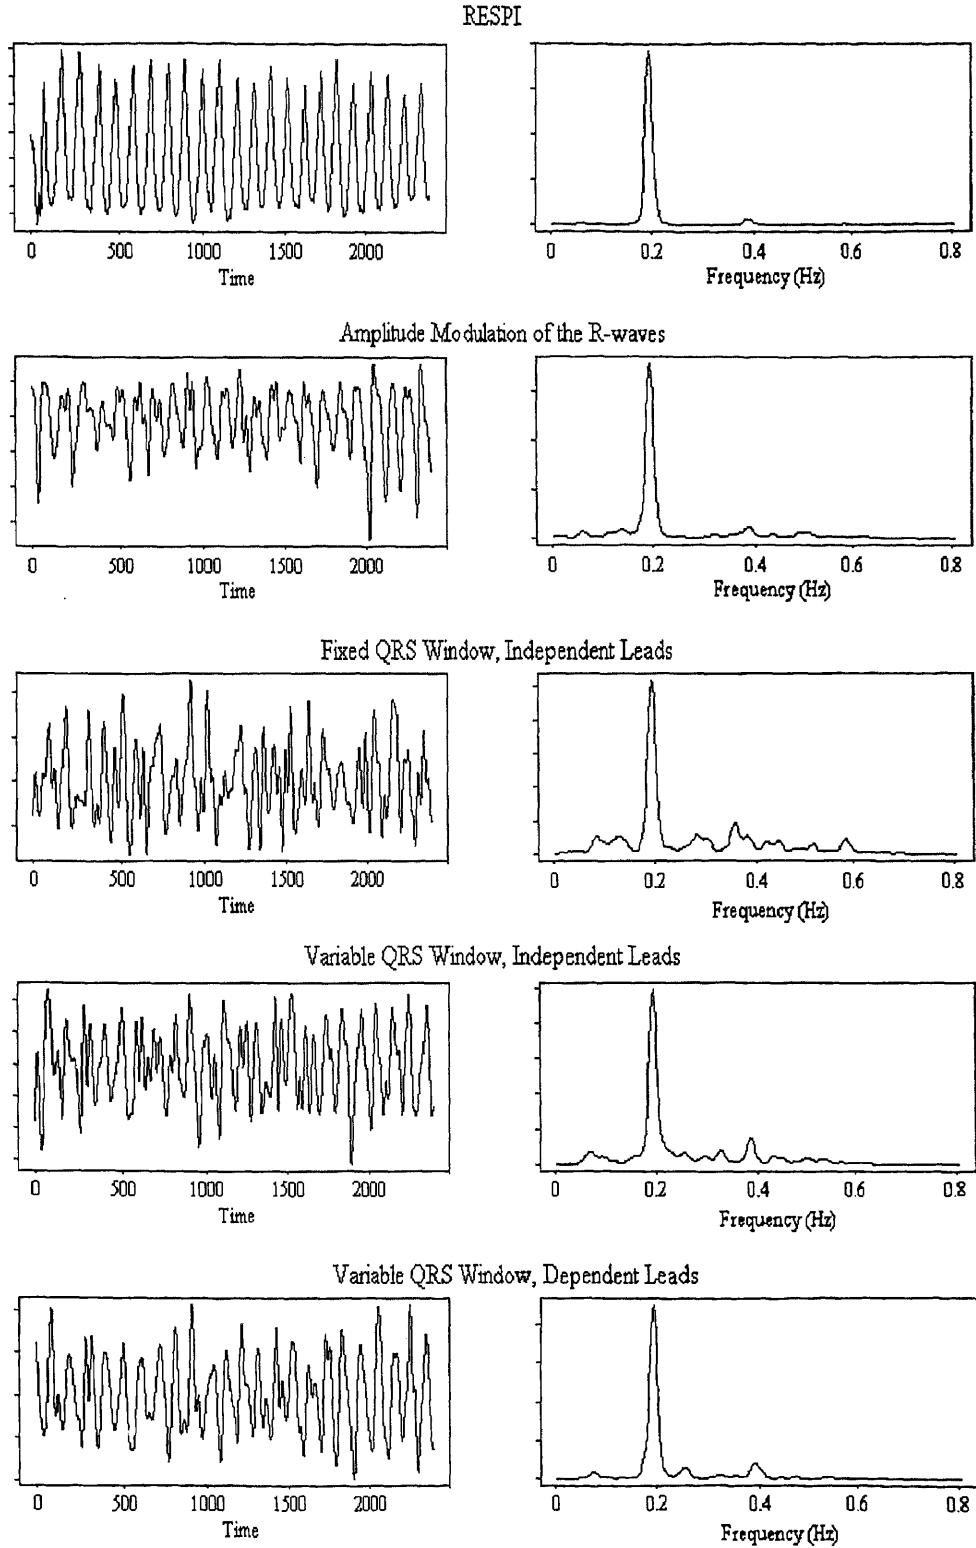 RESPI
0 500 1000 1500 2000
Time
0 0.2 0.4 0.6 0.8
Frequency (Hz)
Amplitude Modulation of the R-waves
0 500 1000 1500 2000
Time
0 0.2 0.4 0.6 0.8
Frequency (Hz)
Fixed QRS Window, Independent Leads
0 500 1000 1500 2000
Time
0 0.2 0.4 0.6 0.8
Frequency (Hz)
Variable QRS Window, Independent Leads
0 500 1000 1500 2000
Time
0 0.2 0.4 0.6 0.8
Frequency (Hz)
Variable QRS Window, Dependent Leads
0 500 1000 1500 2000
Time
0 0.2 0.4 0.6 0.8
Frequency (Hz)